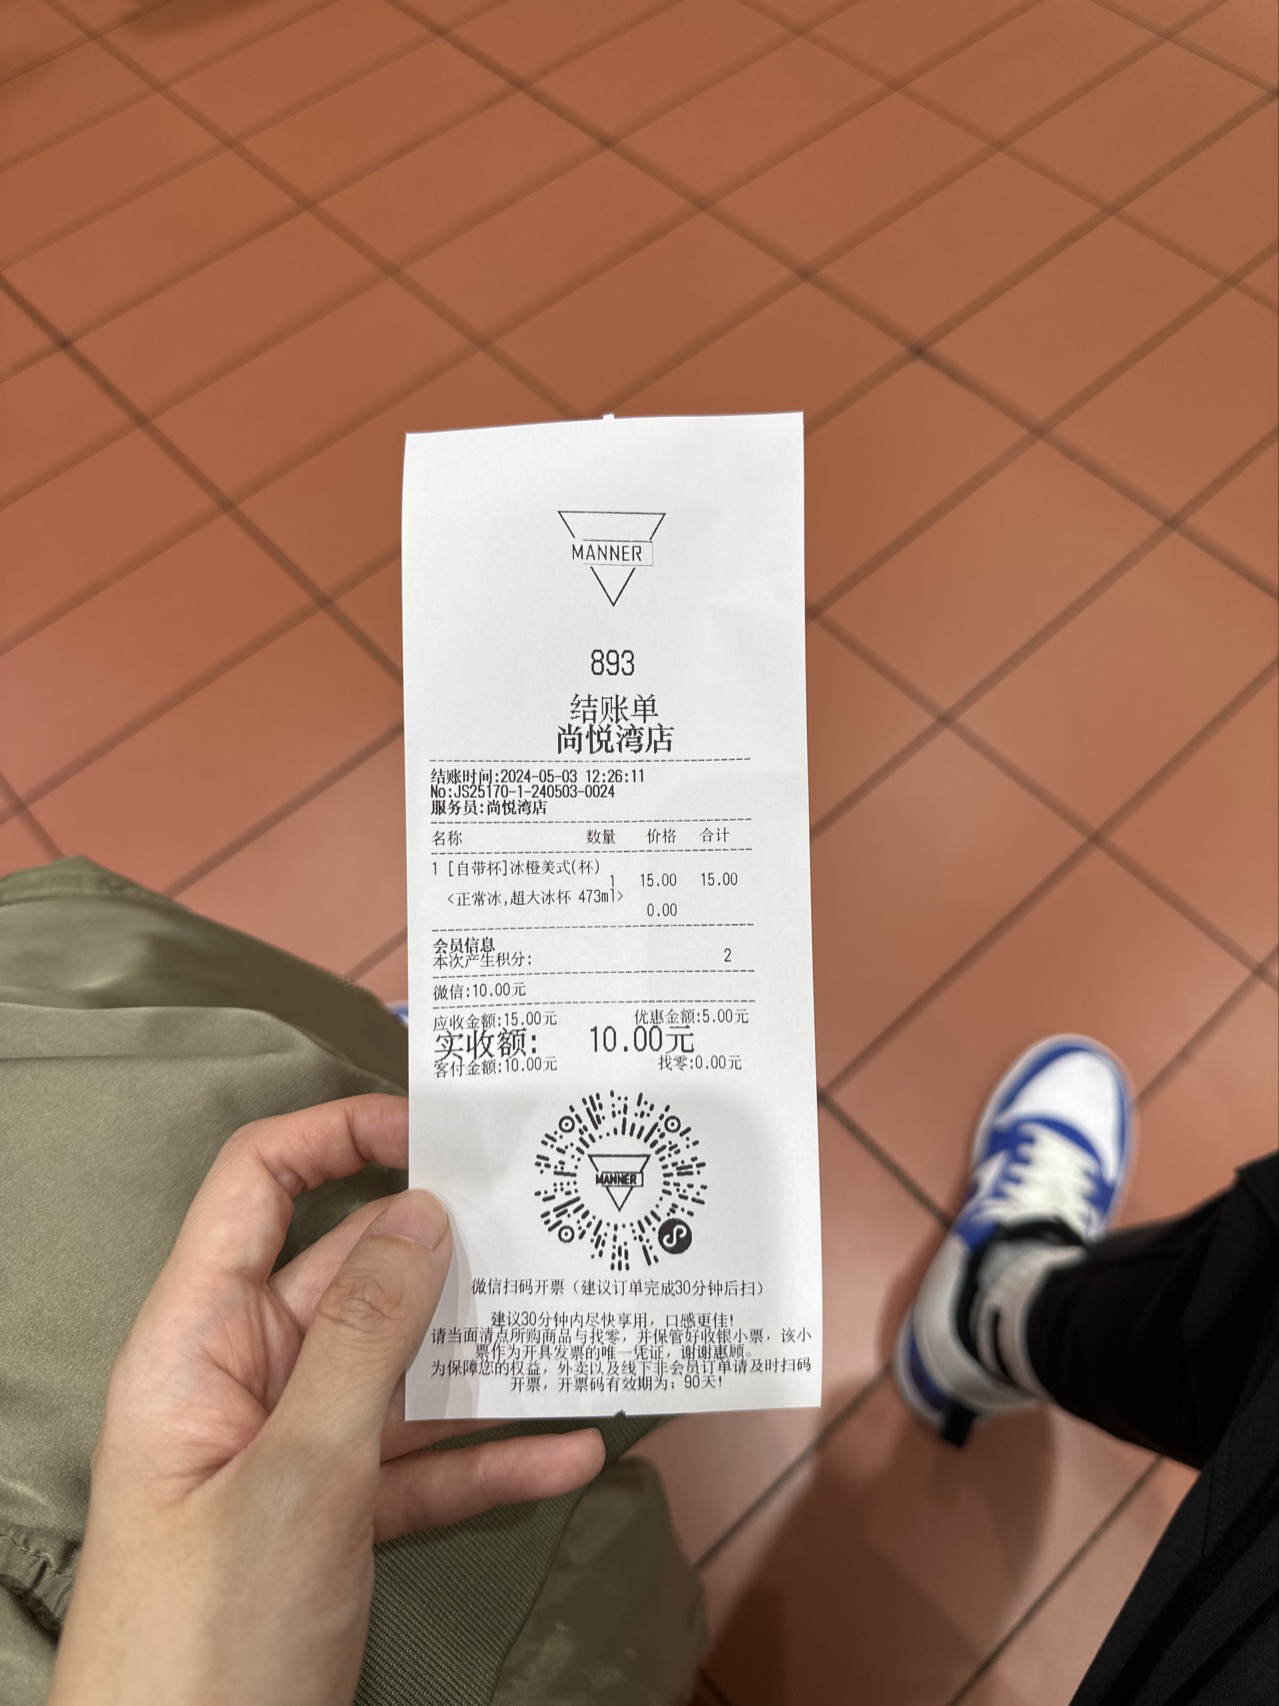 MANNER
893
结账单
尚悦湾店
结账时间:2024-05-03 12:26:11
No:JS25170-1-240503-0024
服务员:尚悦湾店
名称 数量 价格 合计
1 [自带杯]冰橙美式(杯)
1 15.00 15.00
<正常冰,超大冰杯 473ml>
0.00
会员信息
本次产生积分: 2
微信:10.00元
应收金额:15.00元 优惠金额:5.00元
实收额: 10.00元
客付金额:10.00元 找零:0.00元
MANNER
微信扫码开票（建议订单完成30分钟后扫）
建议30分钟内尽快享用，口感更佳!
请当面清点所购商品与找零，并保管好收银小票，该小
票作为开具发票的唯一凭证，谢谢惠顾。
为保障您的权益，外卖以及线下非会员订单请及时扫码
开票，开票码有效期为：90天!